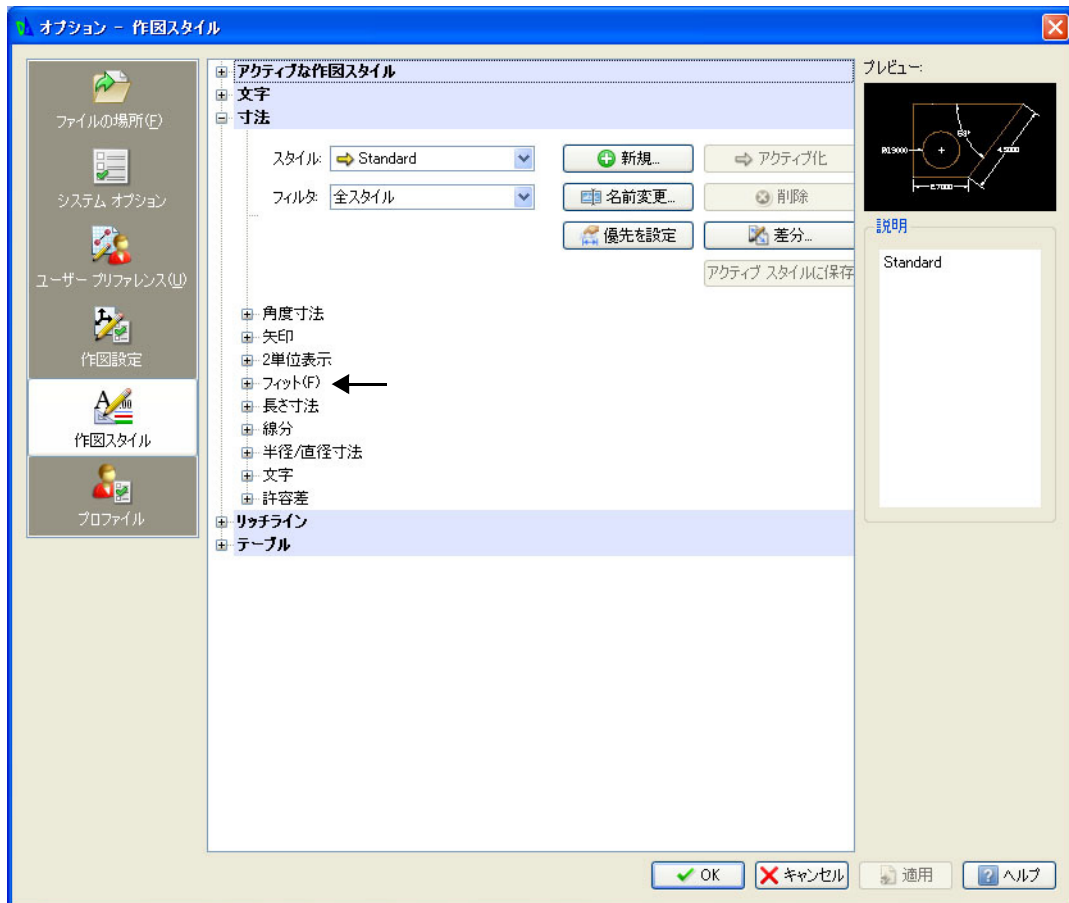 オプション - 作図スタイル
ファイルの場所(F)
システム オプション
ユーザー プリファレンス(U)
作図設定
作図スタイル
プロファイル
アクティブな作図スタイル
文字
寸法
スタイル: Standard
新規...
アクティブ化
フィルタ: 全スタイル
名前変更...
削除
優先を設定
差分...
アクティブ スタイルに保存
角度寸法
矢印
2単位表示
フィット(F)
長さ寸法
線分
半径/直径寸法
文字
許容差
リッチライン
テーブル
プレビュー:
説明
Standard
OK
キャンセル
適用
ヘルプ